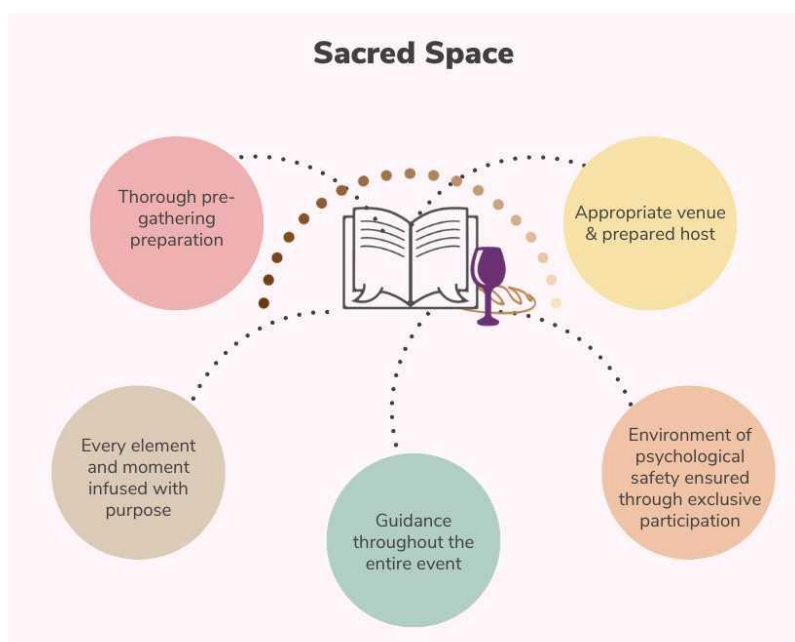 Sacred Space
Thorough pre-
gathering
preparation
Appropriate venue
& prepared host
Every element
and moment
infused with
purpose
Guidance
throughout the
entire event
Environment of
psychological
safety ensured
through exclusive
participation